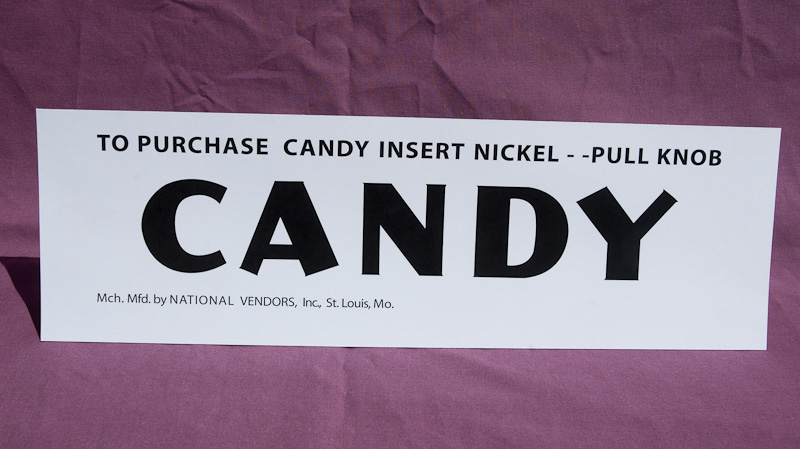 TO PURCHASE CANDY INSERT NICKEL - -PULL KNOB
CANDY
Mch. Mfd. by NATIONAL VENDORS, Inc., St. Louis, Mo.